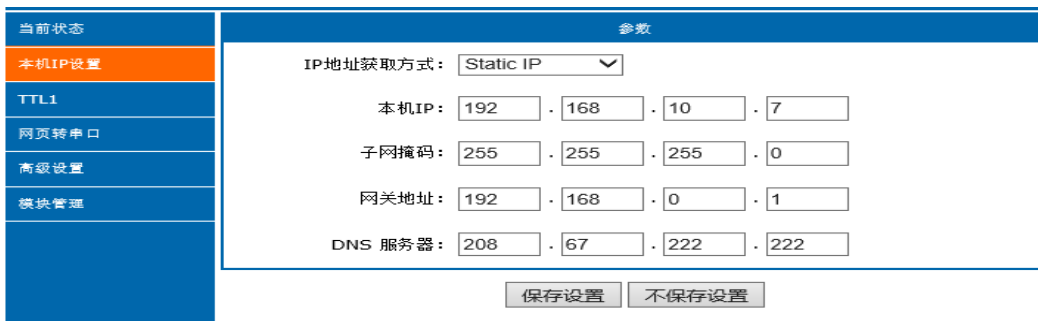 当前状态
本机IP设置
TTL1
网页转串口
高级设置
模块管理
参数
IP地址获取方式： Static IP
本机IP： 192 . 168 . 10 . 7
子网掩码： 255 . 255 . 255 . 0
网关地址： 192 . 168 . 0 . 1
DNS 服务器： 208 . 67 . 222 . 222
保存设置 不保存设置